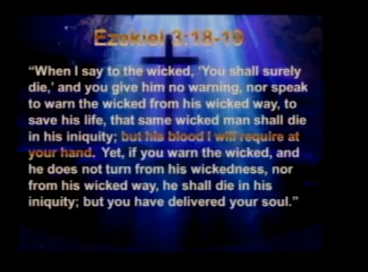 Ezekiel 3:18-19
“When I say to the wicked, ‘You shall surely
die,’ and you give him no warning, nor speak
to warn the wicked from his wicked way, to
save his life, that same wicked man shall die
in his iniquity; but his blood I will require at
your hand. Yet, if you warn the wicked, and
he does not turn from his wickedness, nor
from his wicked way, he shall die in his
iniquity; but you have delivered your soul.”